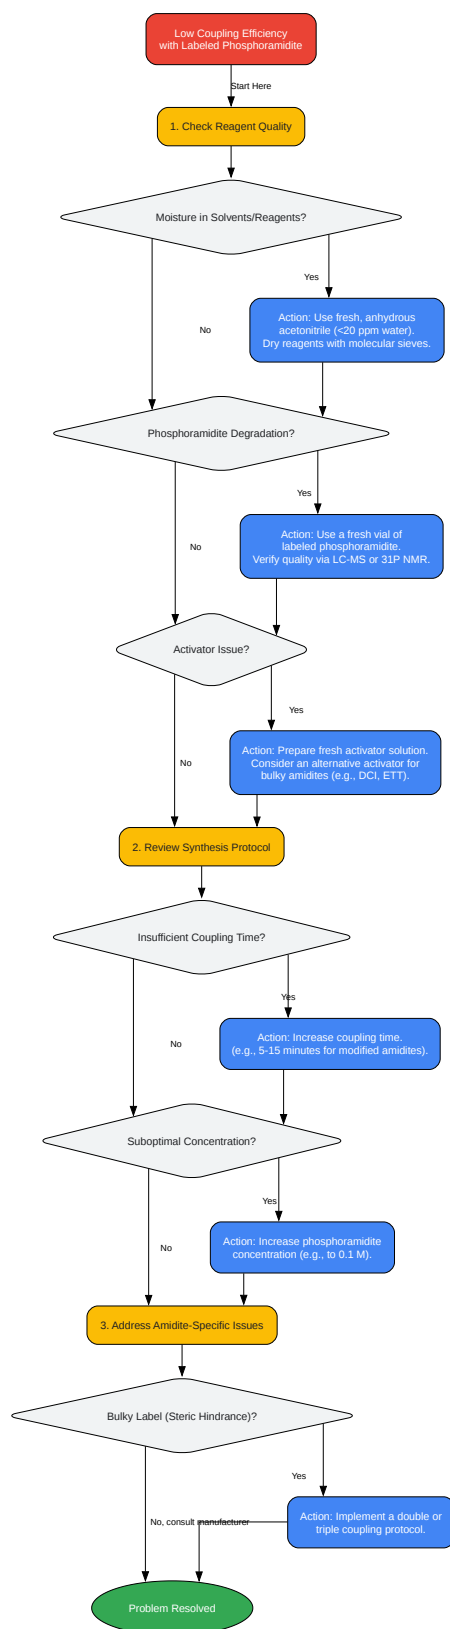 Low Coupling Efficiency
with Labeled Phosphoramidite
Start Here
1. Check Reagent Quality
Moisture in Solvents/Reagents?
Yes
No
Action: Use fresh, anhydrous
acetonitrile (<20 ppm water).
Dry reagents with molecular sieves.
Phosphoramidite Degradation?
Yes
No
Action: Use a fresh vial of
labeled phosphoramidite.
Verify quality via LC-MS or 31P NMR.
Activator Issue?
Yes
No
Action: Prepare fresh activator solution.
Consider an alternative activator for
bulky amidites (e.g., DCI, ETT).
2. Review Synthesis Protocol
Insufficient Coupling Time?
Yes
No
Action: Increase coupling time.
(e.g., 5-15 minutes for modified amidites).
Suboptimal Concentration?
Yes
No
Action: Increase phosphoramidite
concentration (e.g., to 0.1 M).
3. Address Amidite-Specific Issues
Bulky Label (Steric Hindrance)?
Yes
No, consult manufacturer
Action: Implement a double or
triple coupling protocol.
Problem Resolved